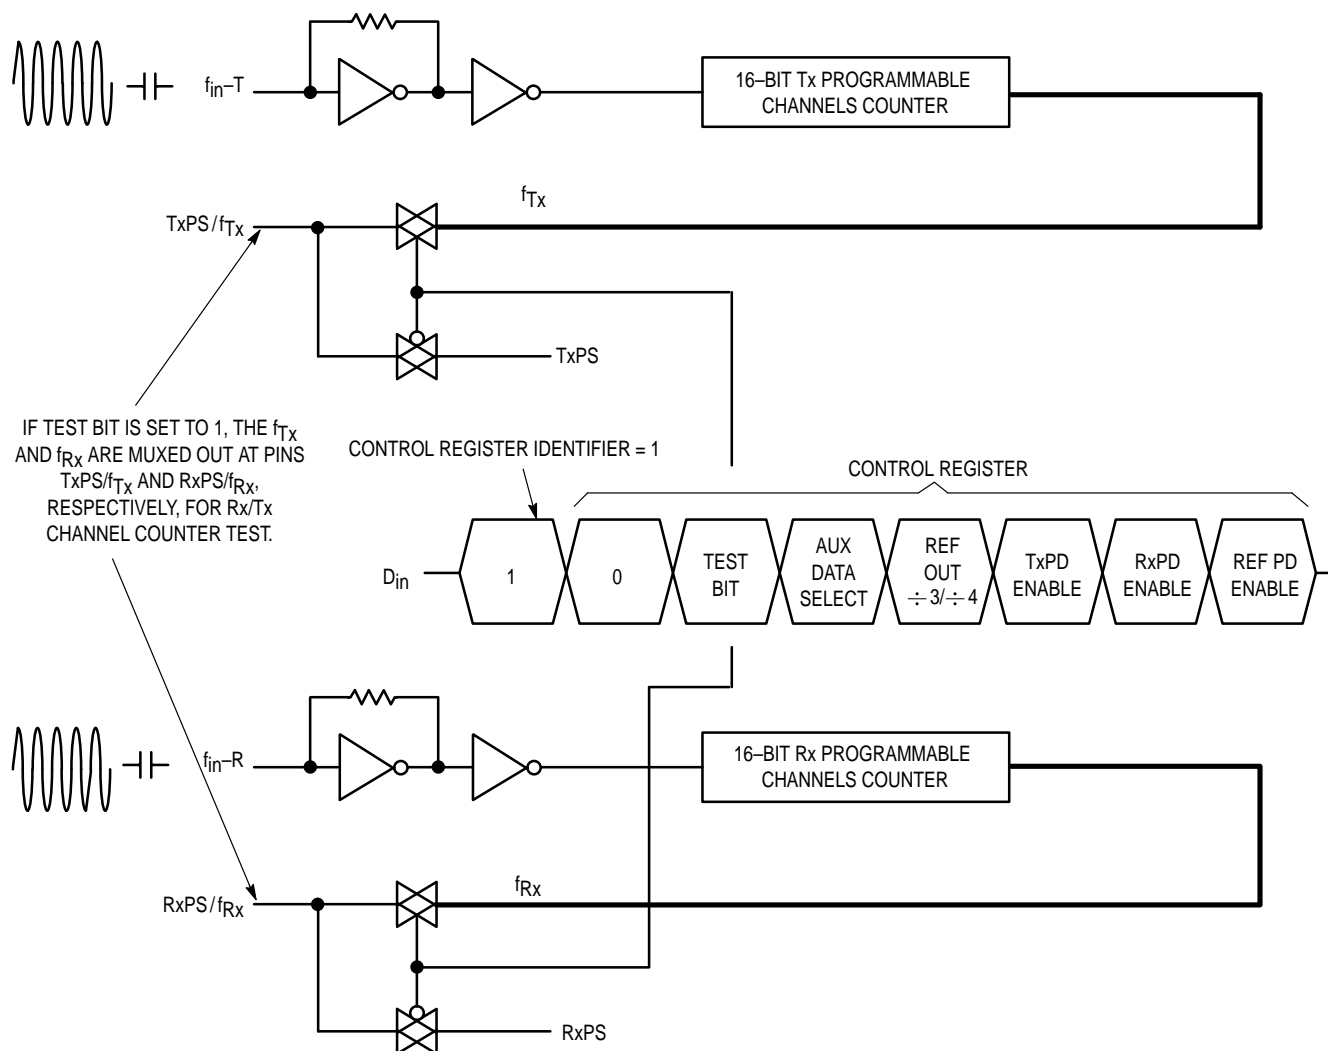 fin–T
16–BIT Tx PROGRAMMABLE
CHANNELS COUNTER
TxPS/fTx
fTx
TxPS
IF TEST BIT IS SET TO 1, THE fTx
AND fRx ARE MUXED OUT AT PINS
TxPS/fTx AND RxPS/fRx,
RESPECTIVELY, FOR Rx/Tx
CHANNEL COUNTER TEST.
CONTROL REGISTER IDENTIFIER = 1
CONTROL REGISTER
Din
1
0
TEST
BIT
AUX
DATA
SELECT
REF
OUT
÷3/÷4
TxPD
ENABLE
RxPD
ENABLE
REF PD
ENABLE
fin–R
16–BIT Rx PROGRAMMABLE
CHANNELS COUNTER
RxPS/fRx
fRx
RxPS